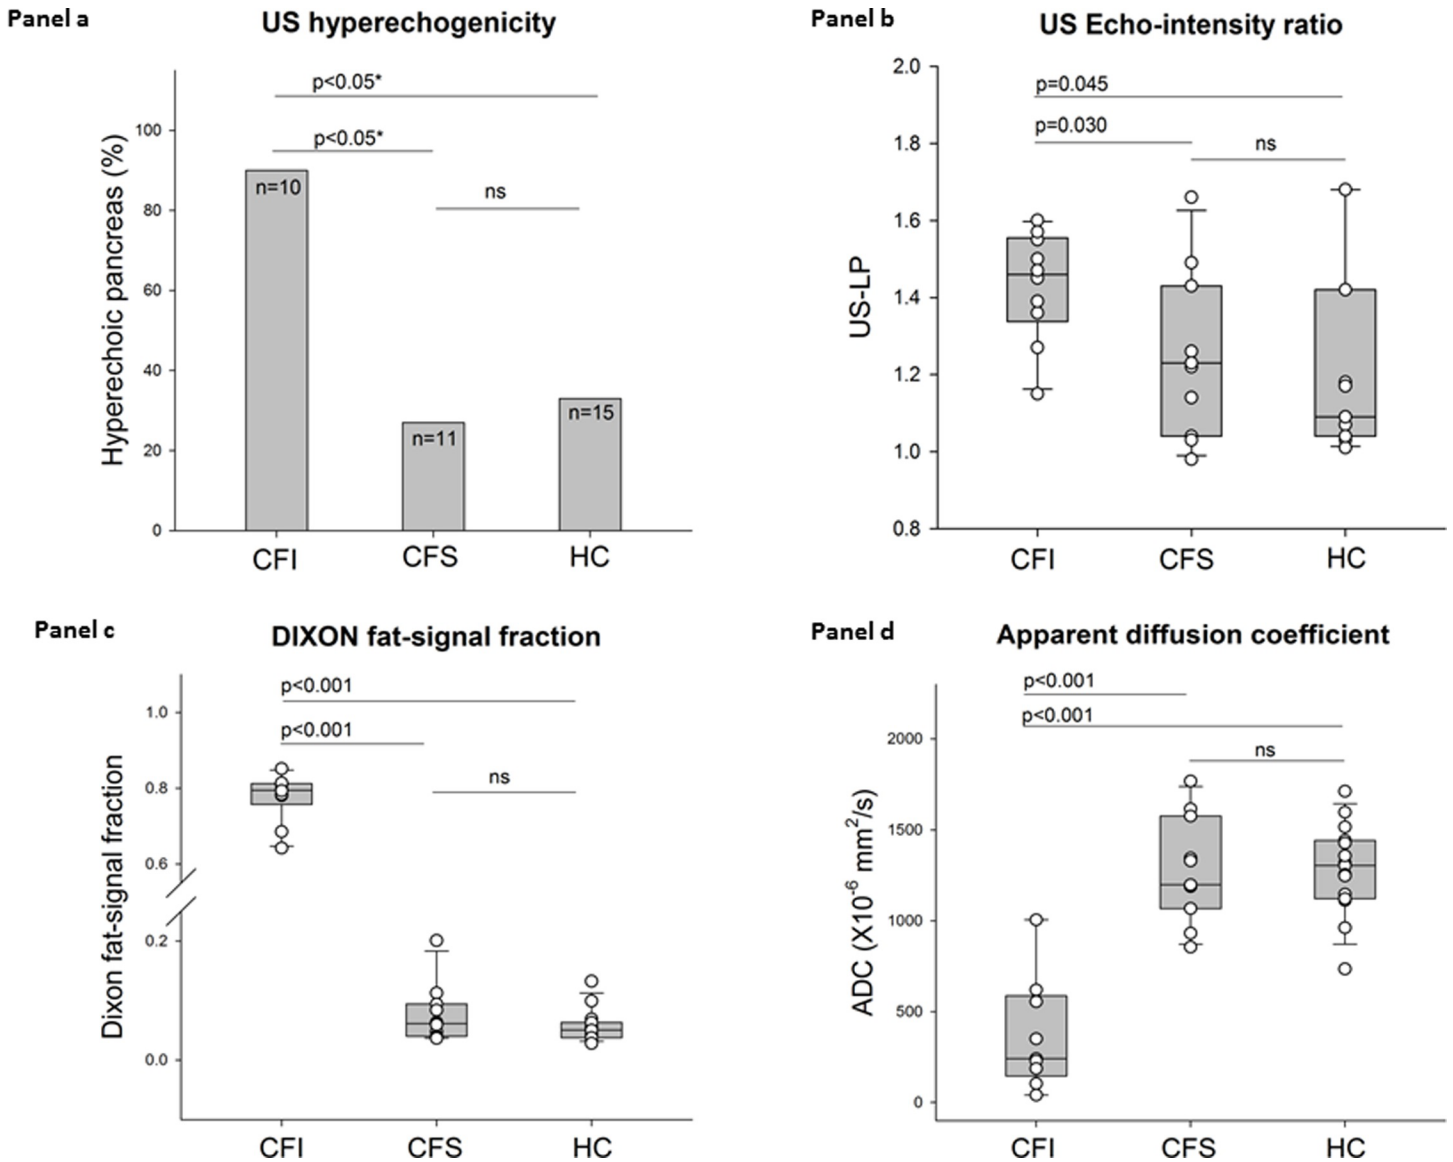 Panel a
US hyperechogenicity
p<0.05*
p<0.05*
ns
Hyperechoic pancreas (%)
100
80
60
40
20
0
n=10
n=11
n=15
CFI
CFS
HC
Panel b
US Echo-intensity ratio
p=0.045
p=0.030
ns
US-LP
2.0
1.8
1.6
1.4
1.2
1.0
0.8
CFI
CFS
HC
Panel c
DIXON fat-signal fraction
p<0.001
p<0.001
ns
Dixon fat-signal fraction
1.0
0.8
0.6
0.2
0.0
CFI
CFS
HC
Panel d
Apparent diffusion coefficient
p<0.001
p<0.001
ns
ADC (X10⁻⁶ mm²/s)
2000
1500
1000
500
0
CFI
CFS
HC